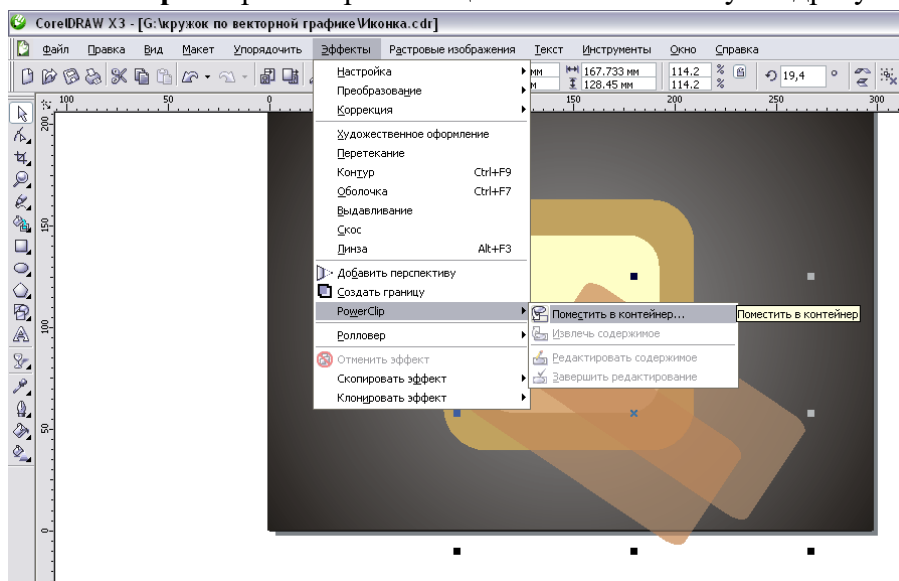 CorelDRAW X3 - [G:\кружок по векторной графике\Иконка.cdr]
Файл Правка Вид Макет Упорядочить Эффекты Растровые изображения Текст Инструменты Окно Справка
мм 167.733 мм 114.2 % 19,4 °
м 128.45 мм 114.2 %
100 50 0 150 200 250 300
200
150
100
50
0
Настройка
Преобразование
Коррекция
Художественное оформление
Перетекание
Контур Ctrl+F9
Оболочка Ctrl+F7
Выдавливание
Скос
Линза Alt+F3
Добавить перспективу
Создать границу
PowerClip
Ролловер
Отменить эффект
Скопировать эффект
Клонировать эффект
Поместить в контейнер...
Извлечь содержимое
Редактировать содержимое
Завершить редактирование
Поместить в контейнер